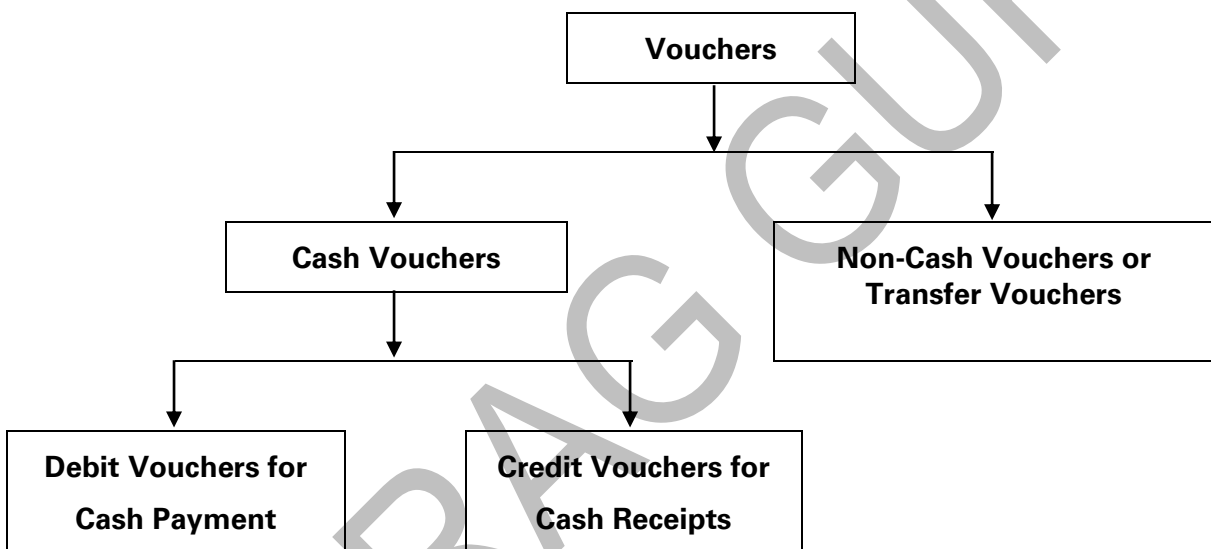 Vouchers
Cash Vouchers
Non-Cash Vouchers or
Transfer Vouchers
Debit Vouchers for
Cash Payment
Credit Vouchers for
Cash Receipts